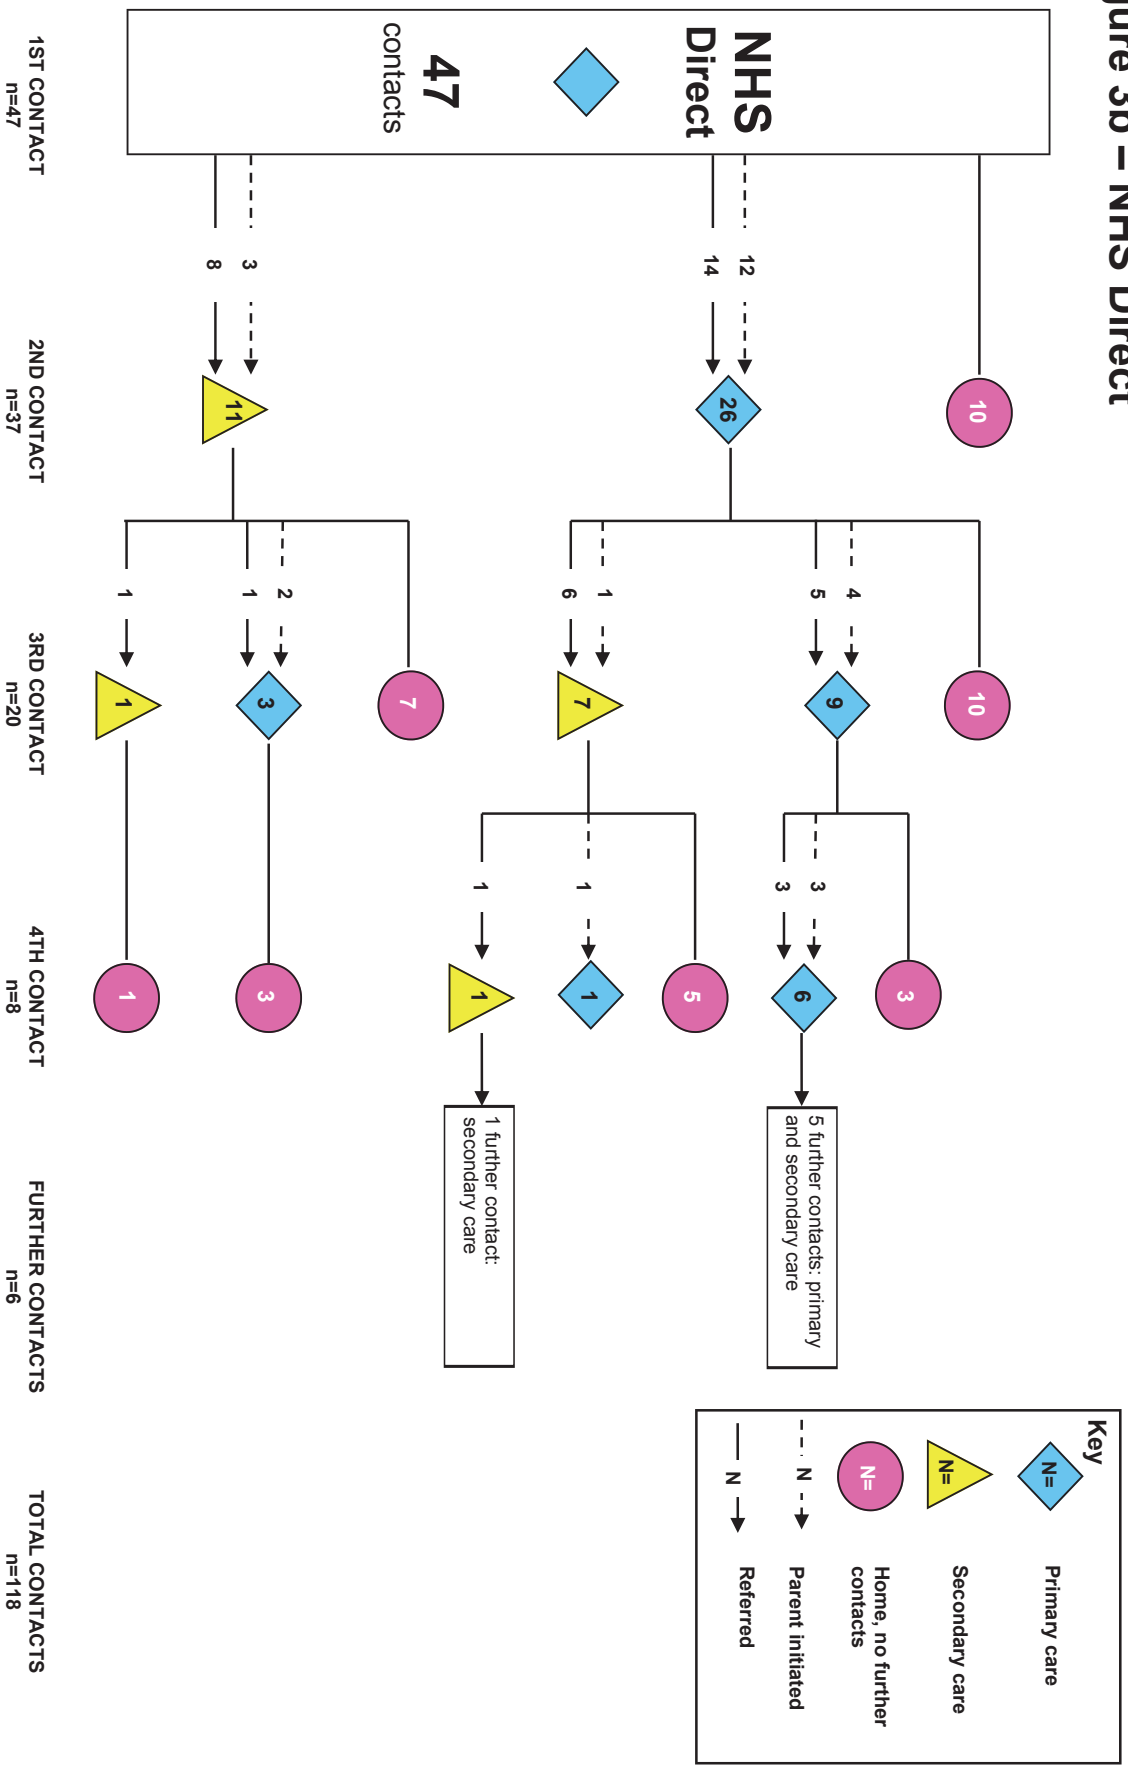 gure 3b – NHS Direct
NHS
Direct
47
contacts
10
12
14
26
3
8
11
10
4
5
9
1
6
7
7
2
1
3
1
1
3
3
3
6
5
1
1
1
1
3
1
5 further contacts: primary
and secondary care
1 further contact:
secondary care
Key
N=
Primary care
N=
Secondary care
N=
Home, no further
contacts
N
Parent initiated
N
Referred
1ST CONTACT
n=47
2ND CONTACT
n=37
3RD CONTACT
n=20
4TH CONTACT
n=8
FURTHER CONTACTS
n=6
TOTAL CONTACTS
n=118